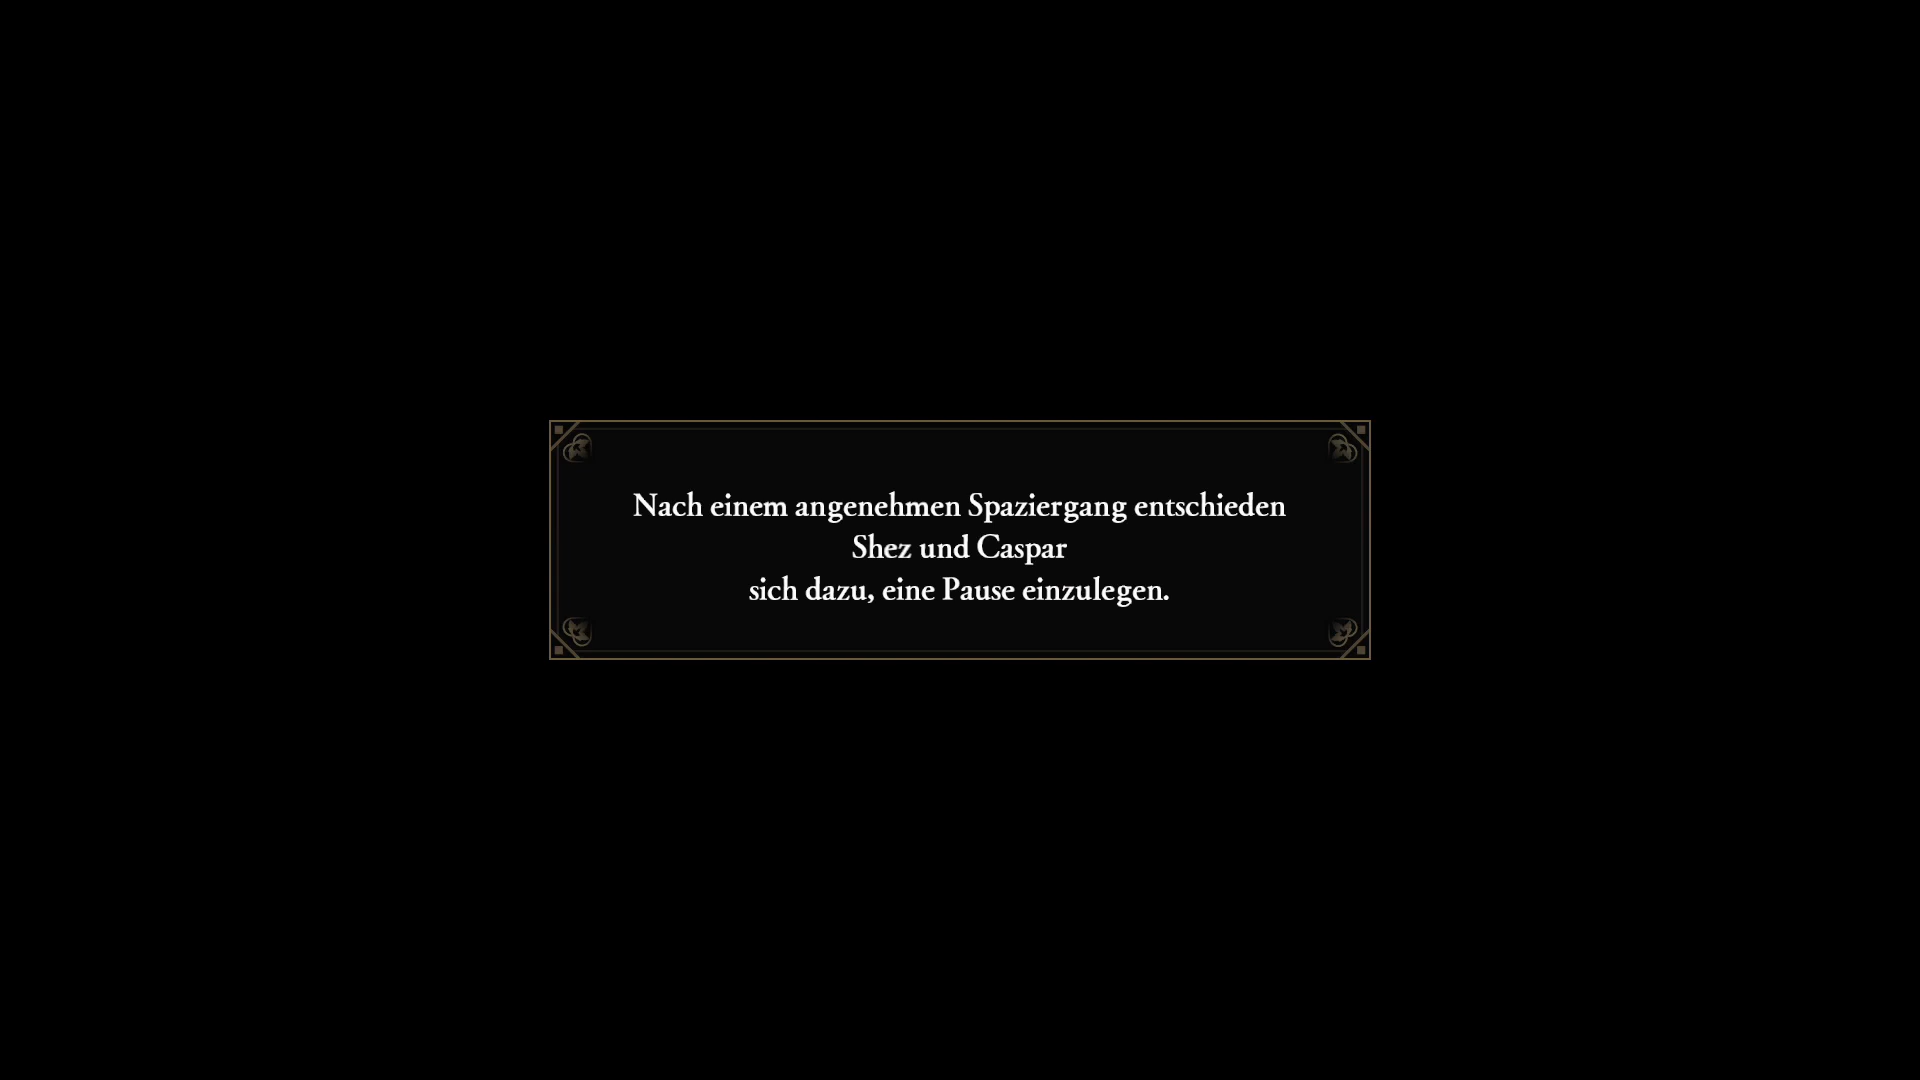 Nach einem angenehmen Spaziergang entschieden
Shez und Caspar
sich dazu, eine Pause einzulegen.